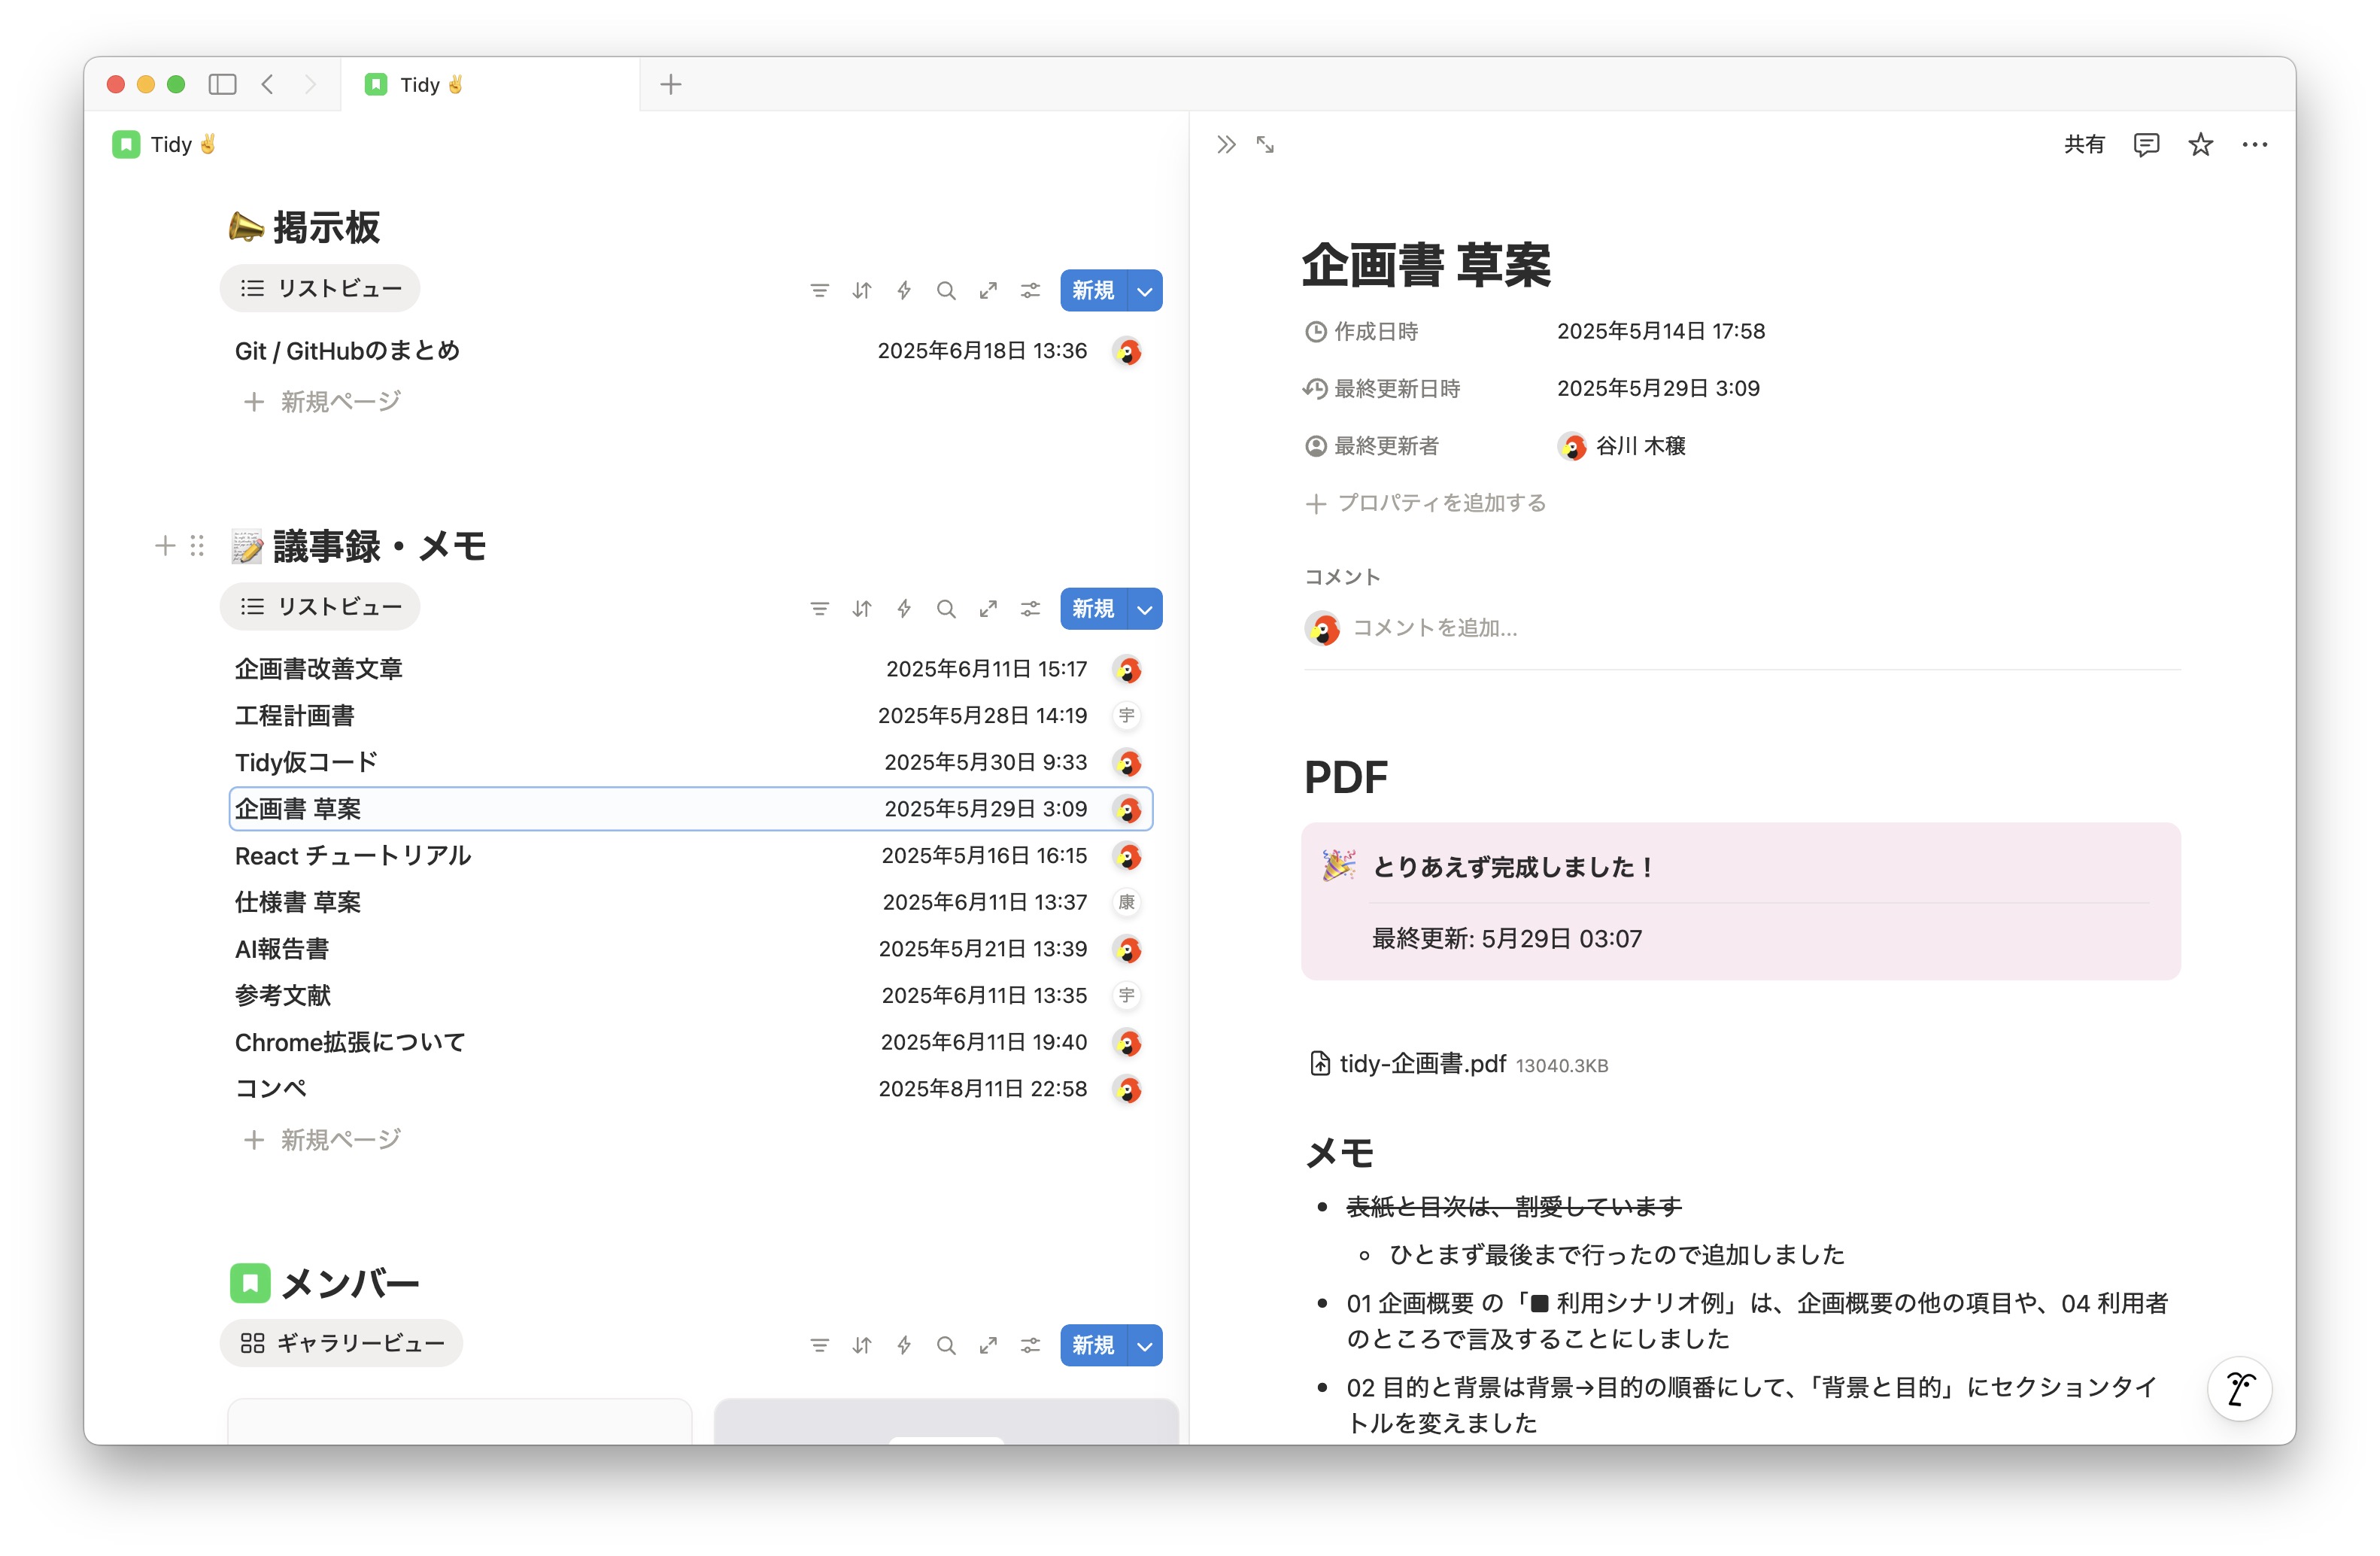 Tidy ✌️
Tidy ✌️
📣 掲示板
リストビュー
新規
Git / GitHubのまとめ 2025年6月18日 13:36
新規ページ
📝 議事録・メモ
リストビュー
新規
企画書改善文章 2025年6月11日 15:17
工程計画書 2025年5月28日 14:19 宇
Tidy仮コード 2025年5月30日 9:33
企画書 草案 2025年5月29日 3:09
React チュートリアル 2025年5月16日 16:15
仕様書 草案 2025年6月11日 13:37 康
AI報告書 2025年5月21日 13:39
参考文献 2025年6月11日 13:35 宇
Chrome拡張について 2025年6月11日 19:40
コンペ 2025年8月11日 22:58
新規ページ
メンバー
ギャラリービュー
新規
共有
企画書 草案
作成日時 2025年5月14日 17:58
最終更新日時 2025年5月29日 3:09
最終更新者 谷川 木穣
プロパティを追加する
コメント
コメントを追加...
PDF
🎉 とりあえず完成しました！
最終更新: 5月29日 03:07
tidy-企画書.pdf 13040.3KB
メモ
• 表紙と目次は、割愛しています
◦ ひとまず最後まで行ったので追加しました
• 01 企画概要 の「■ 利用シナリオ例」は、企画概要の他の項目や、04 利用者
のところで言及することにしました
• 02 目的と背景は背景→目的の順番にして、「背景と目的」にセクションタイ
トルを変えました